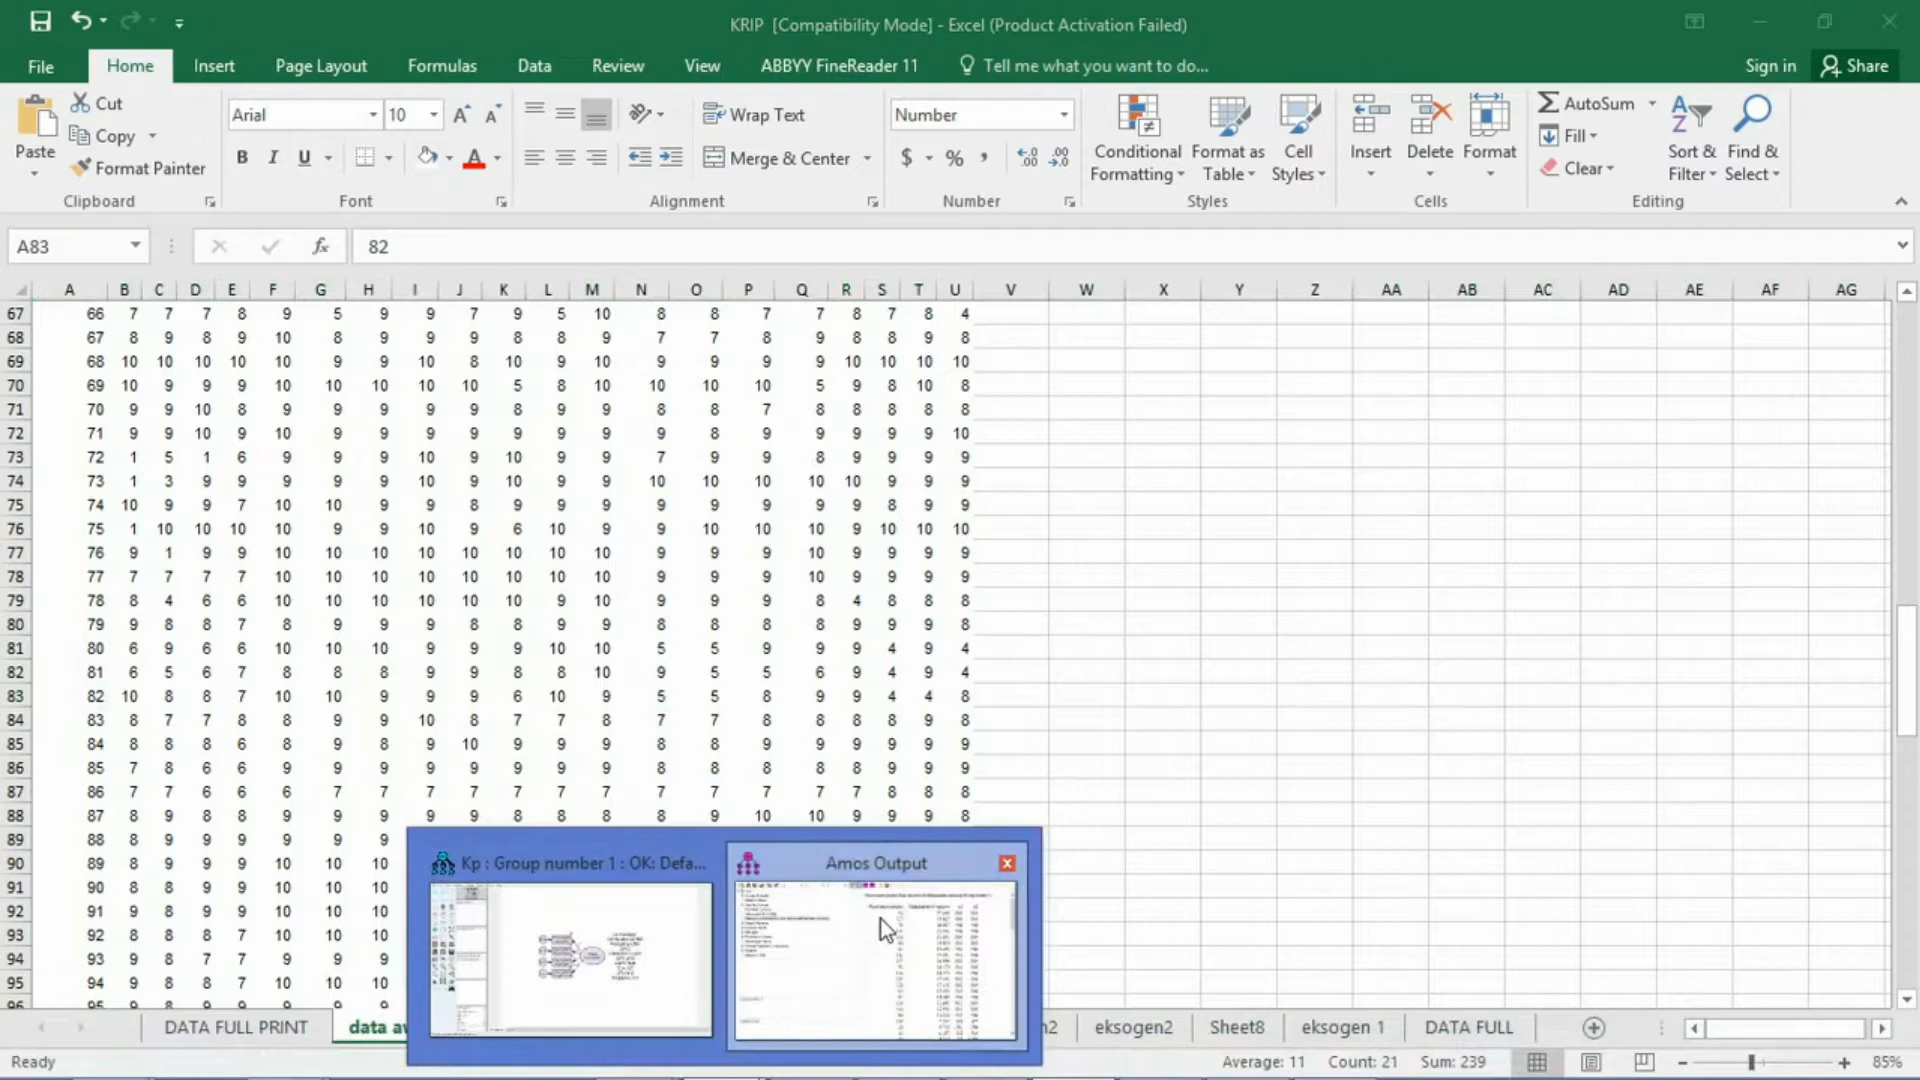 KRIP [Compatibility Mode] - Excel (Product Activation Failed)
File Home Insert Page Layout Formulas Data Review View ABBYY FineReader 11 Tell me what you want to do... Sign in Share
Cut
Copy
Format Painter
Paste
Arial 10
B I U
Wrap Text
Merge & Center
Number
$ % ,
Conditional Formatting
Format as Table
Cell Styles
Insert Delete Format
AutoSum
Fill
Clear
Sort & Filter
Find & Select
Clipboard Font Alignment Number Styles Cells Editing
A83 fx 82
A B C D E F G H I J K L M N O P Q R S T U V W X Y Z AA AB AC AD AE AF AG
67 66 7 7 7 8 9 5 9 9 7 9 5 10 8 8 7 7 8 7 8 4
68 67 8 9 8 9 10 8 9 9 9 8 8 9 7 7 8 9 8 8 9 8
69 68 10 10 10 10 10 9 9 10 8 10 9 10 9 9 9 9 10 10 10 10
70 69 10 9 9 9 10 10 10 10 10 5 8 10 10 10 10 5 9 8 10 8
71 70 9 9 10 8 9 9 9 9 9 8 9 9 8 8 7 8 8 8 8 8
72 71 9 9 10 9 10 9 9 9 9 9 9 9 9 8 9 9 9 9 9 10
73 72 1 5 1 6 9 9 9 10 9 10 9 9 7 9 9 8 9 9 9 9
74 73 1 3 9 9 9 9 9 10 9 10 9 9 10 10 10 10 10 9 9 9
75 74 10 9 9 7 10 10 9 9 8 9 9 9 9 9 9 9 9 8 9 9
76 75 1 10 10 10 10 9 9 10 9 6 10 9 9 10 10 10 9 10 10 10
77 76 9 1 9 9 10 10 10 10 10 10 10 10 9 9 9 10 9 9 9 9
78 77 7 7 7 7 10 10 10 10 10 10 10 10 9 9 9 10 9 9 9 9
79 78 8 4 6 6 10 10 10 10 10 10 9 10 9 9 9 8 4 8 8 8
80 79 9 8 8 7 8 9 9 9 8 8 9 9 8 8 8 8 9 9 9 8
81 80 6 9 6 6 10 10 10 9 9 9 10 10 5 5 9 9 9 4 9 4
82 81 6 5 6 7 8 8 8 9 9 8 8 10 9 5 5 6 9 4 9 4
83 82 10 8 8 7 10 10 9 9 9 6 10 9 5 5 8 9 9 4 4 8
84 83 8 7 7 8 8 9 9 10 8 7 7 8 7 7 8 8 8 8 9 8
85 84 8 8 8 6 8 9 8 9 10 9 9 9 8 8 9 9 9 9 9 9
86 85 7 8 6 6 9 9 9 9 9 9 9 9 8 8 8 8 8 9 9 9
87 86 7 7 6 6 6 7 7 7 7 7 7 7 7 7 7 7 7 8 8 8
88 87 8 9 8 8 9 9 9 9 9 8 8 8 8 9 10 10 9 9 9 8
89 88 8 9 9 9 9 9 9
90 89 8 9 9 9 10 10 10
91 90 8 8 9 9 10 10 10
92 91 9 8 9 9 10 10 10
93 92 8 8 8 7 10 10 10
94 93 9 8 7 7 9 9 9
95 94 9 8 8 7 10 10 10
96 95 9 8 9 9 9 9 9
Kp : Group number 1 : OK: Defa...
Amos Output
DATA FULL PRINT data av n2 eksogen2 Sheet8 eksogen 1 DATA FULL
Ready Average: 11 Count: 21 Sum: 239 85%